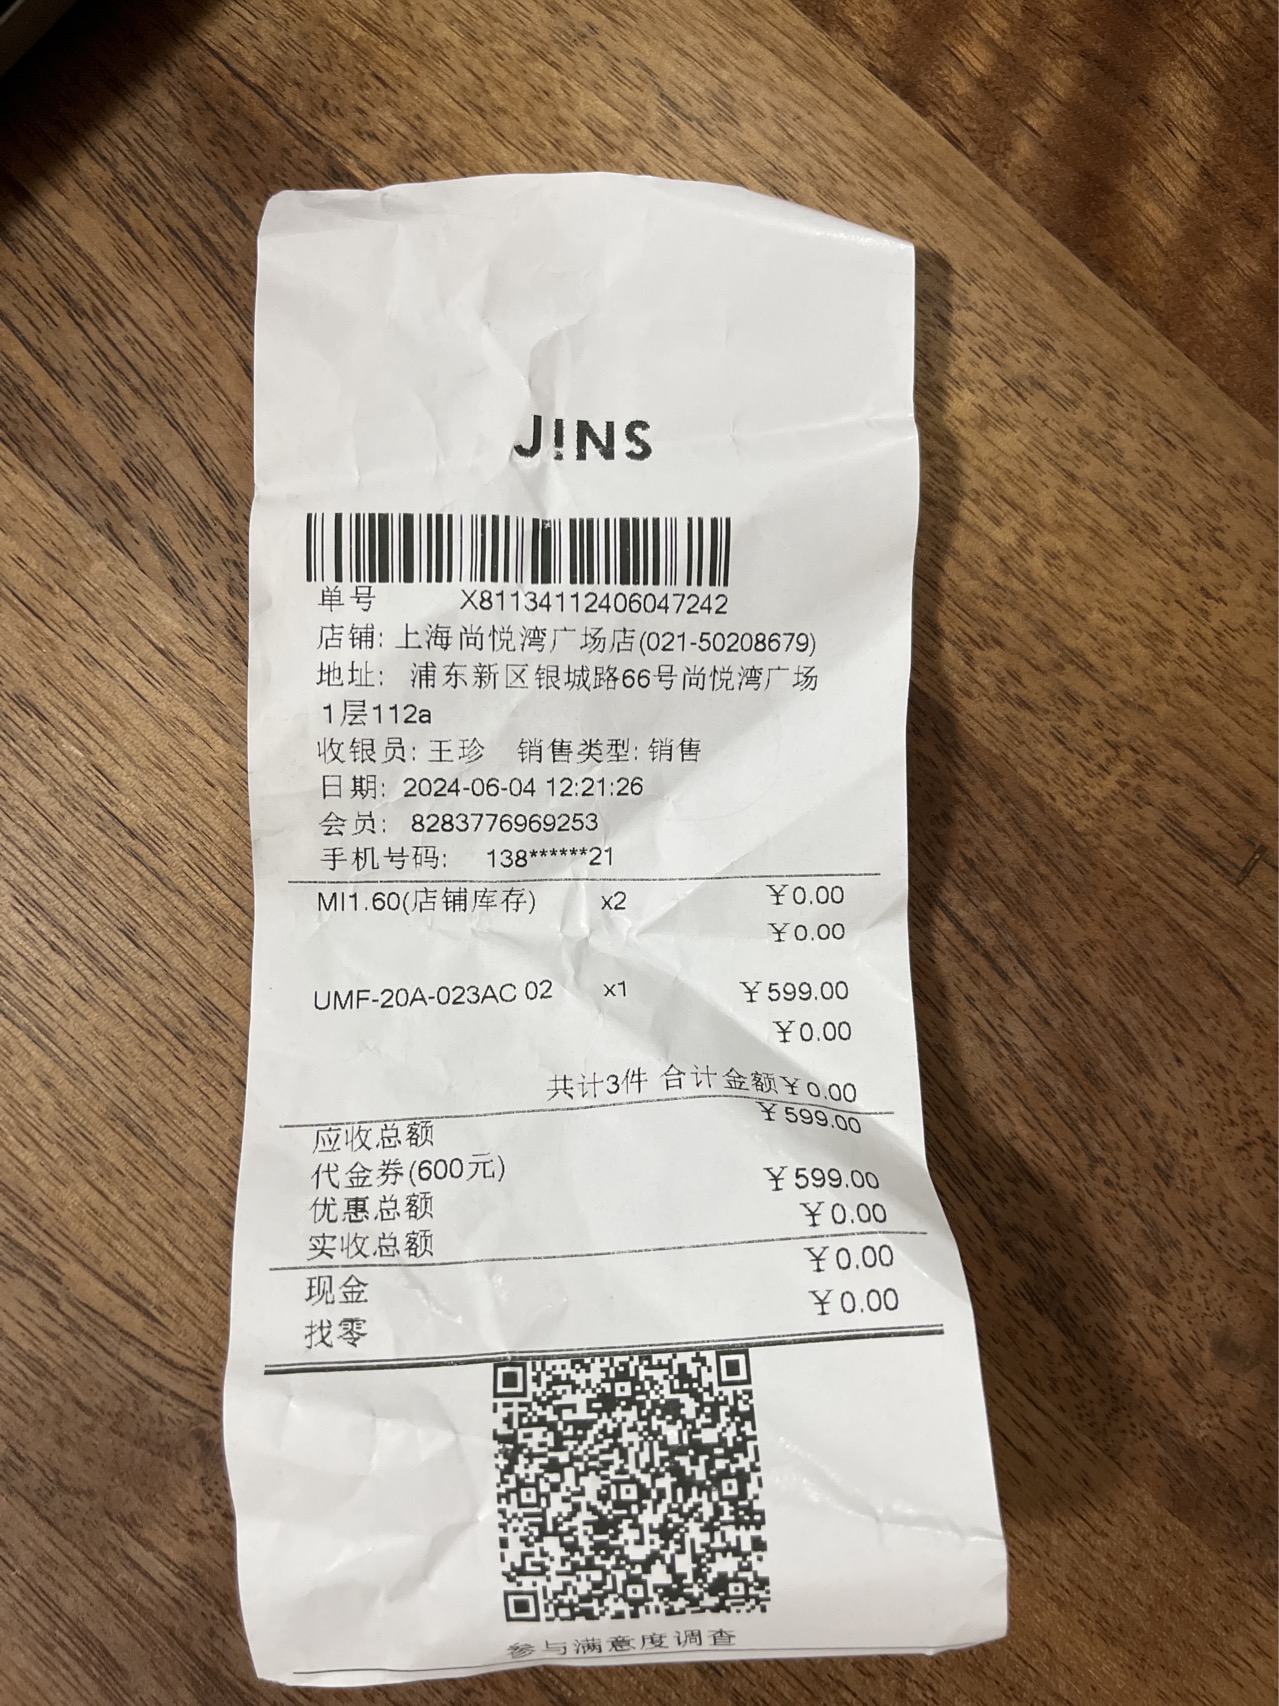 JINS
单号 X81134112406047242
店铺: 上海尚悦湾广场店(021-50208679)
地址: 浦东新区银城路66号尚悦湾广场
1层112a
收银员: 王珍 销售类型: 销售
日期: 2024-06-04 12:21:26
会员: 8283776969253
手机号码: 138******21
MI1.60(店铺库存) x2 ¥0.00
¥0.00
UMF-20A-023AC 02 x1 ¥599.00
¥0.00
共计3件 合计金额¥0.00
应收总额 ¥599.00
代金券(600元) ¥599.00
优惠总额 ¥0.00
实收总额 ¥0.00
现金 ¥0.00
找零
参与满意度调查